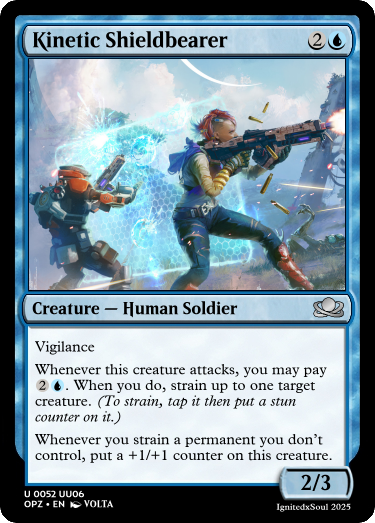 Kinetic Shieldbearer 2
Creature — Human Soldier
Vigilance
Whenever this creature attacks, you may pay
2. When you do, strain up to one target
creature. (To strain, tap it then put a stun
counter on it.)
Whenever you strain a permanent you don't
control, put a +1/+1 counter on this creature.
2/3
U 0052 UU06
OPZ • EN VOLTA
IgnitedxSoul 2025